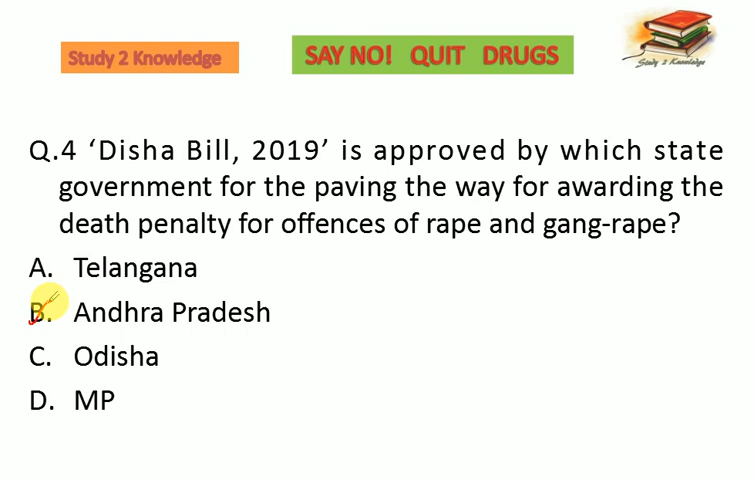 Study 2 Knowledge
SAY NO! QUIT DRUGS
Study 2 Knowledge
Q.4 ‘Disha Bill, 2019’ is approved by which state
government for the paving the way for awarding the
death penalty for offences of rape and gang-rape?
A. Telangana
B. Andhra Pradesh
C. Odisha
D. MP